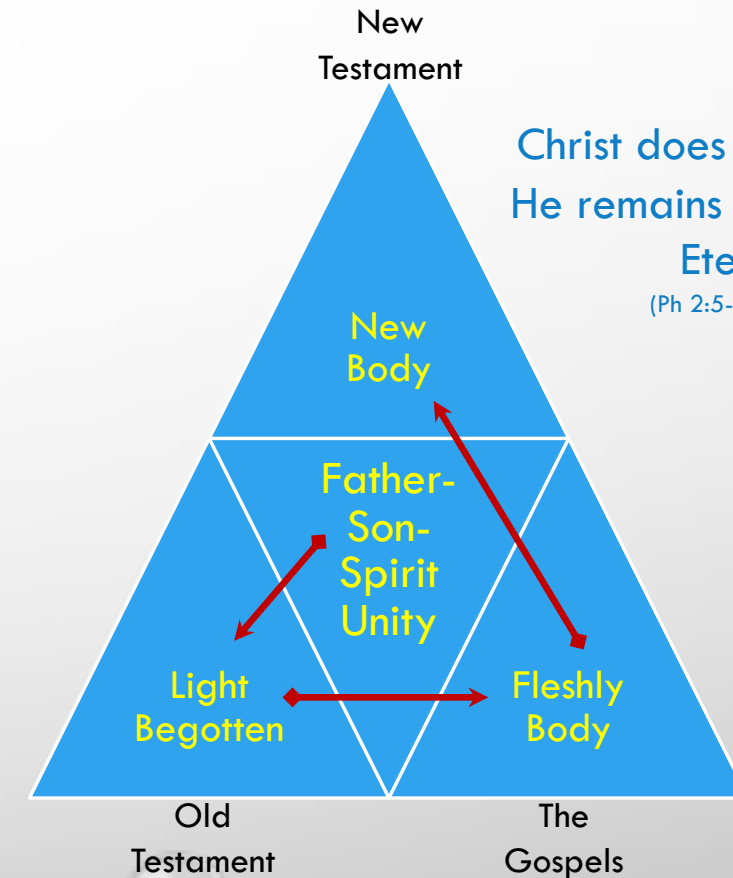 New
Testament
Christ does
He remains
(Ph 2:5-
New
Body
Father-
Son-
Spirit
Unity
Light
Begotten
Fleshly
Body
Old
Testament
The
Gospels